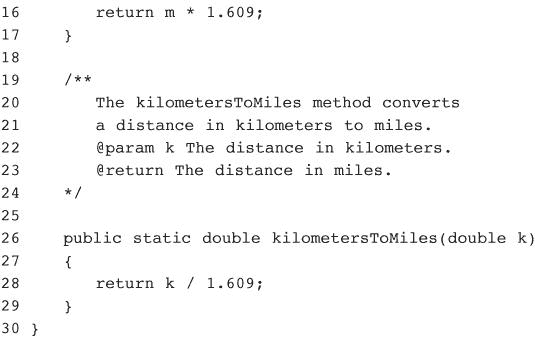 16        return m * 1.609;
17    }
18
19    /**
20        The kilometersToMiles method converts
21        a distance in kilometers to miles.
22        @param k The distance in kilometers.
23        @return The distance in miles.
24    */
25
26    public static double kilometersToMiles(double k)
27    {
28        return k / 1.609;
29    }
30 }